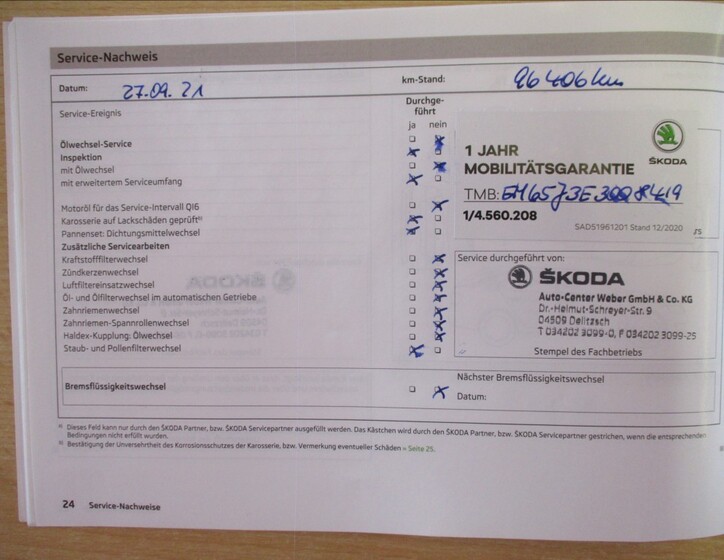 Service-Nachweis
Datum: 27.09.21
km-Stand: 96 406 km
Service-Ereignis
Durchge-
führt
ja nein
Ölwechsel-Service
Inspektion
mit Ölwechsel
mit erweitertem Serviceumfang
Motoröl für das Service-Intervall QI6
Karosserie auf Lackschäden geprüft b)
Pannenset: Dichtungsmittelwechsel
Zusätzliche Servicearbeiten
Kraftstofffilterwechsel
Zündkerzenwechsel
Luftfiltereinsatzwechsel
Öl- und Ölfilterwechsel im automatischen Getriebe
Zahnriemenwechsel
Zahnriemen-Spannrollenwechsel
Haldex-Kupplung: Ölwechsel
Staub- und Pollenfilterwechsel
1 JAHR
MOBILITÄTSGARANTIE
ŠKODA
TMB:
1/4.560.208
SAD51961201 Stand 12/2020
Service durchgeführt von:
ŠKODA
Auto-Center Weber GmbH & Co. KG
Dr.-Helmut-Schreyer-Str. 9
04509 Delitzsch
T 034202 3099-0, F 034202 3099-25
Stempel des Fachbetriebs
Bremsflüssigkeitswechsel
Nächster Bremsflüssigkeitswechsel
Datum:
a) Dieses Feld kann nur durch den ŠKODA Partner, bzw. ŠKODA Servicepartner ausgefüllt werden. Das Kästchen wird durch den ŠKODA Partner, bzw. ŠKODA Servicepartner gestrichen, wenn die entsprechenden
Bedingungen nicht erfüllt wurden.
b) Bestätigung der Unversehrtheit des Korrosionsschutzes der Karosserie, bzw. Vermerkung eventueller Schäden » Seite 25.
24 Service-Nachweise